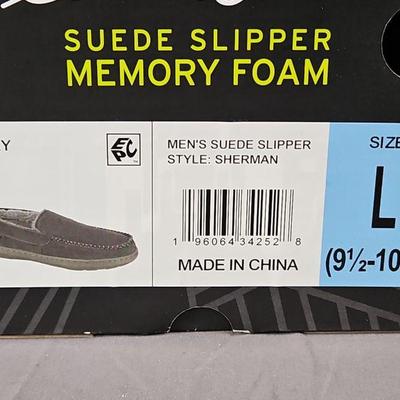 SUEDE SLIPPER
MEMORY FOAM
EPC
MEN'S SUEDE SLIPPER
STYLE: SHERMAN
1 96064 34252 8
MADE IN CHINA
SIZE
L
(9½-10